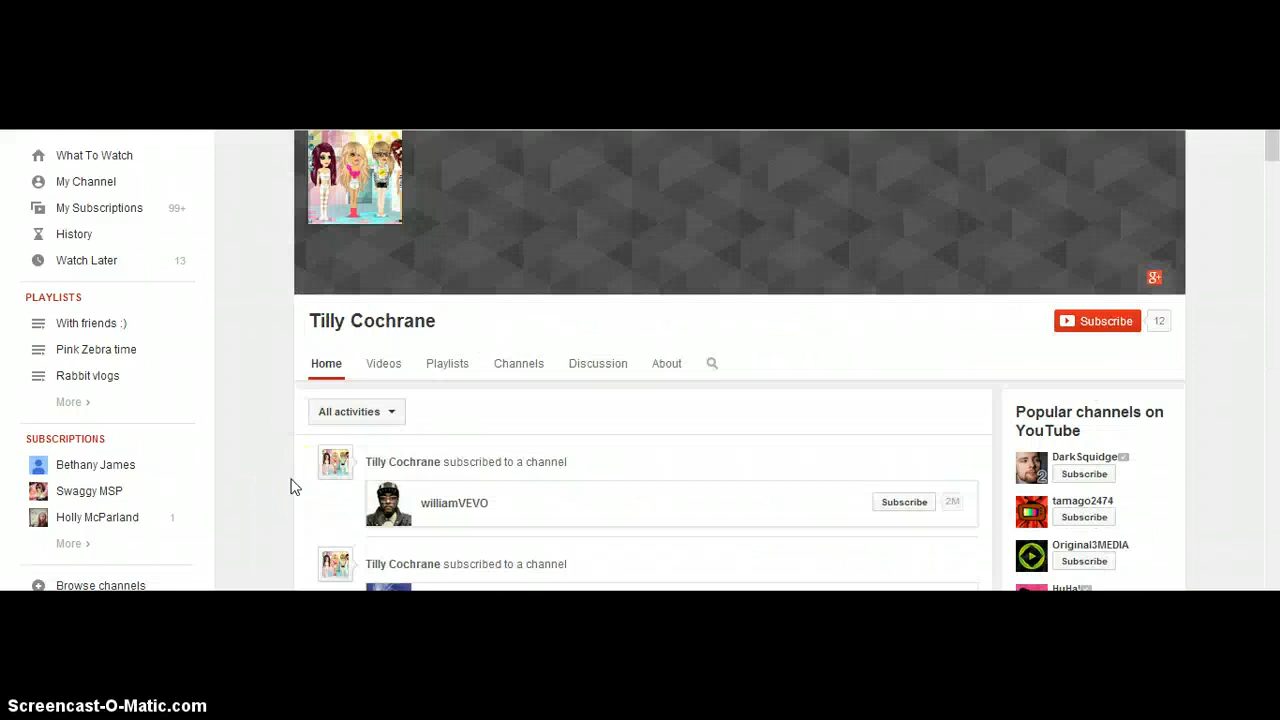 What To Watch
My Channel
My Subscriptions 99+
History
Watch Later 13
PLAYLISTS
With friends :)
Pink Zebra time
Rabbit vlogs
More ›
SUBSCRIPTIONS
Bethany James
Swaggy MSP
Holly McParland 1
More ›
Browse channels
g+
Tilly Cochrane
Subscribe 12
Home Videos Playlists Channels Discussion About
All activities
Tilly Cochrane subscribed to a channel
williamVEVO Subscribe 2M
Tilly Cochrane subscribed to a channel
Popular channels on
YouTube
DarkSquidge
Subscribe
tamago2474
Subscribe
Original3MEDIA
Subscribe
HuHa!
Screencast-O-Matic.com